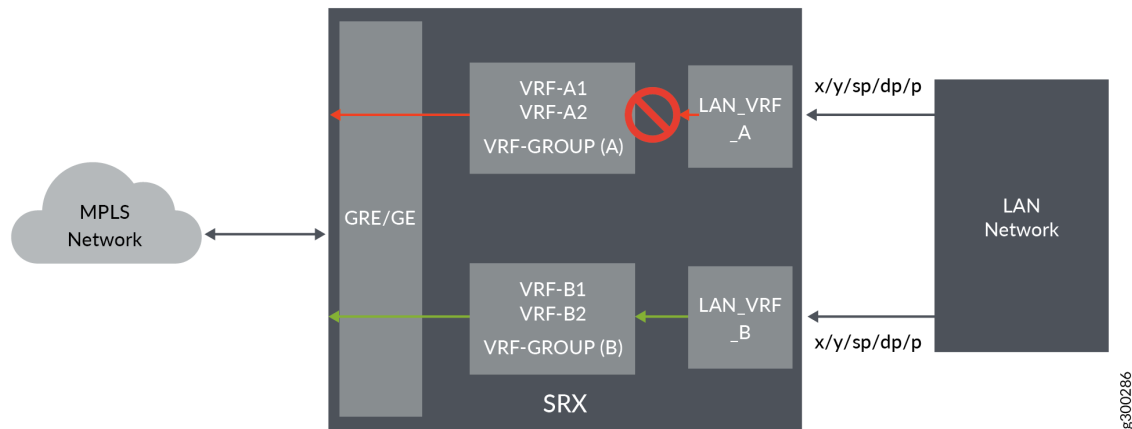 MPLS
Network
GRE/GE
VRF-A1
VRF-A2
VRF-GROUP (A)
LAN_VRF
_A
x/y/sp/dp/p
VRF-B1
VRF-B2
VRF-GROUP (B)
LAN_VRF
_B
x/y/sp/dp/p
SRX
LAN
Network
g300286